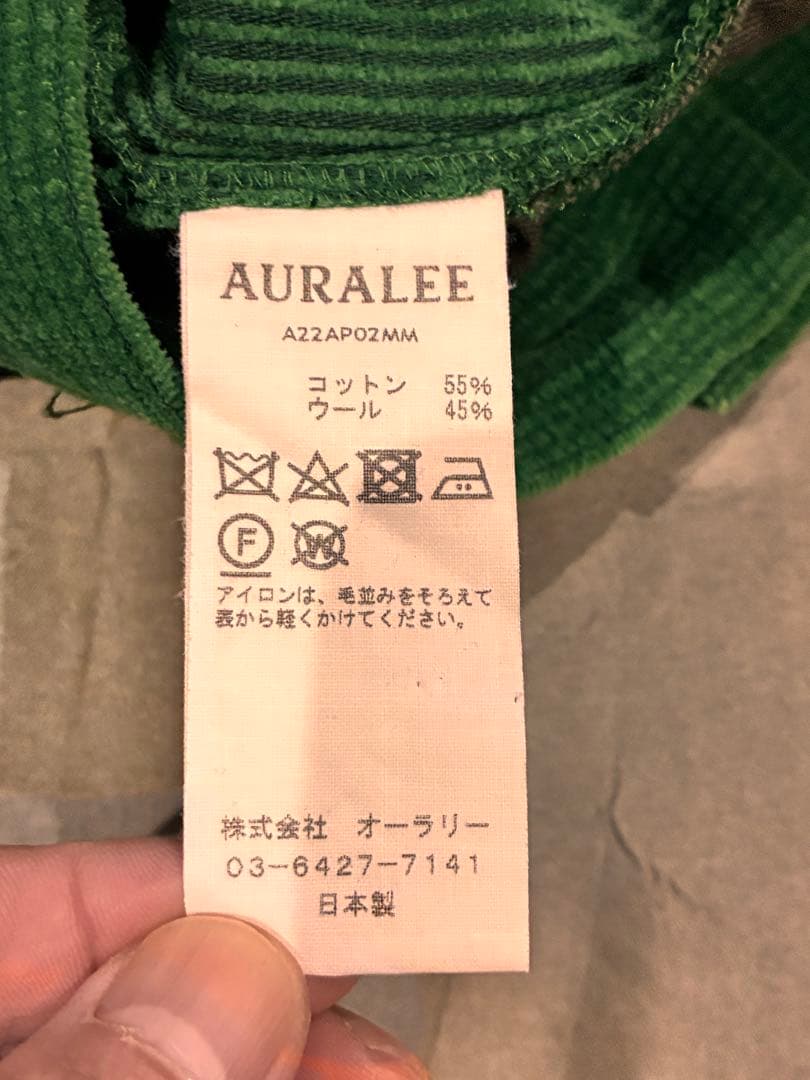 AURALEE
A22AP02MM
コットン 55%
ウール 45%
F W
アイロンは、毛並みをそろえて
表から軽くかけてください。
株式会社 オーラリー
03-6427-7141
日本製